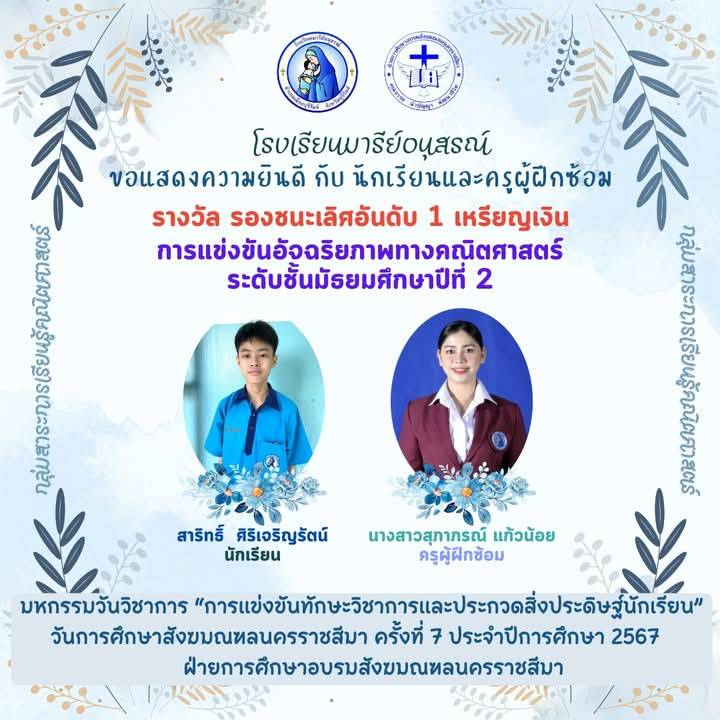 โรงเรียนมารีย์อนุสรณ์
ขอแสดงความยินดี กับ นักเรียนและครูผู้ฝึกซ้อม
รางวัล รองชนะเลิศอันดับ 1 เหรียญเงิน
การแข่งขันอัจฉริยภาพทางคณิตศาสตร์
ระดับชั้นมัธยมศึกษาปีที่ 2
กลุ่มสาระการเรียนรู้คณิตศาสตร์
กลุ่มสาระการเรียนรู้คณิตศาสตร์
สาริทธิ์ ศิริเจริญรัตน์
นักเรียน
นางสาวสุภาภรณ์ แก้วน้อย
ครูผู้ฝึกซ้อม
มหกรรมวันวิชาการ “การแข่งขันทักษะวิชาการและประกวดสิ่งประดิษฐ์นักเรียน”
วันการศึกษาสังฆมณฑลนครราชสีมา ครั้งที่ 7 ประจำปีการศึกษา 2567
ฝ่ายการศึกษาอบรมสังฆมณฑลนครราชสีมา